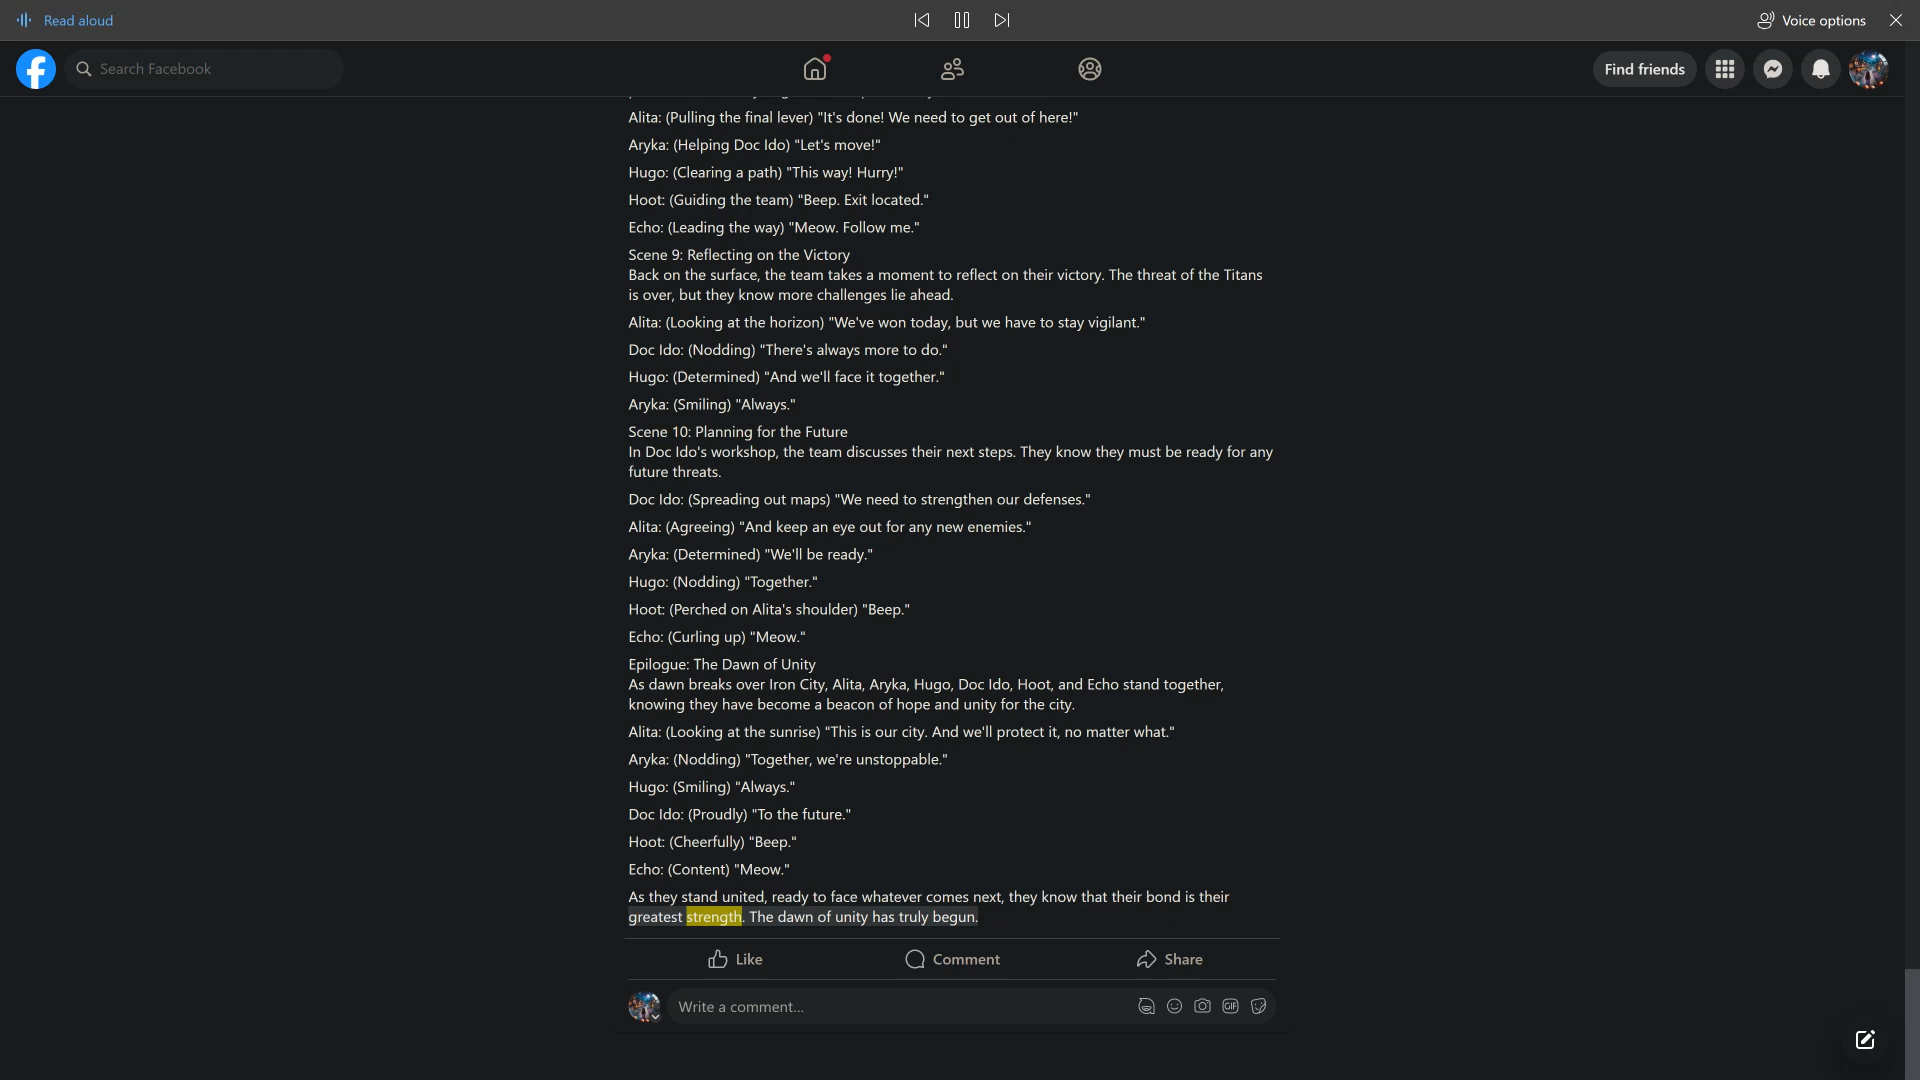 Read aloud
Voice options
Search Facebook
Find friends
Alita: (Pulling the final lever) "It's done! We need to get out of here!"
Aryka: (Helping Doc Ido) "Let's move!"
Hugo: (Clearing a path) "This way! Hurry!"
Hoot: (Guiding the team) "Beep. Exit located."
Echo: (Leading the way) "Meow. Follow me."
Scene 9: Reflecting on the Victory
Back on the surface, the team takes a moment to reflect on their victory. The threat of the Titans
is over, but they know more challenges lie ahead.
Alita: (Looking at the horizon) "We've won today, but we have to stay vigilant."
Doc Ido: (Nodding) "There's always more to do."
Hugo: (Determined) "And we'll face it together."
Aryka: (Smiling) "Always."
Scene 10: Planning for the Future
In Doc Ido's workshop, the team discusses their next steps. They know they must be ready for any
future threats.
Doc Ido: (Spreading out maps) "We need to strengthen our defenses."
Alita: (Agreeing) "And keep an eye out for any new enemies."
Aryka: (Determined) "We'll be ready."
Hugo: (Nodding) "Together."
Hoot: (Perched on Alita's shoulder) "Beep."
Echo: (Curling up) "Meow."
Epilogue: The Dawn of Unity
As dawn breaks over Iron City, Alita, Aryka, Hugo, Doc Ido, Hoot, and Echo stand together,
knowing they have become a beacon of hope and unity for the city.
Alita: (Looking at the sunrise) "This is our city. And we'll protect it, no matter what."
Aryka: (Nodding) "Together, we're unstoppable."
Hugo: (Smiling) "Always."
Doc Ido: (Proudly) "To the future."
Hoot: (Cheerfully) "Beep."
Echo: (Content) "Meow."
As they stand united, ready to face whatever comes next, they know that their bond is their
greatest strength. The dawn of unity has truly begun.
Like
Comment
Share
Write a comment...
GIF